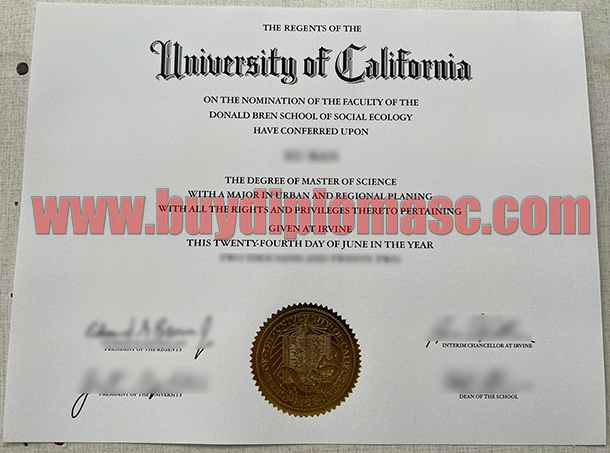 THE REGENTS OF THE
University of California
ON THE NOMINATION OF THE FACULTY OF THE
DONALD BREN SCHOOL OF SOCIAL ECOLOGY
HAVE CONFERRED UPON
THE DEGREE OF MASTER OF SCIENCE
WITH A MAJOR IN URBAN AND REGIONAL PLANING
www.buydiplomasc.com
WITH ALL THE RIGHTS AND PRIVILEGES THERETO PERTAINING
GIVEN AT IRVINE
THIS TWENTY-FOURTH DAY OF JUNE IN THE YEAR
PRESIDENT OF THE REGENTS
INTERIM CHANCELLOR AT IRVINE
PRESIDENT OF THE UNIVERSITY
DEAN OF THE SCHOOL